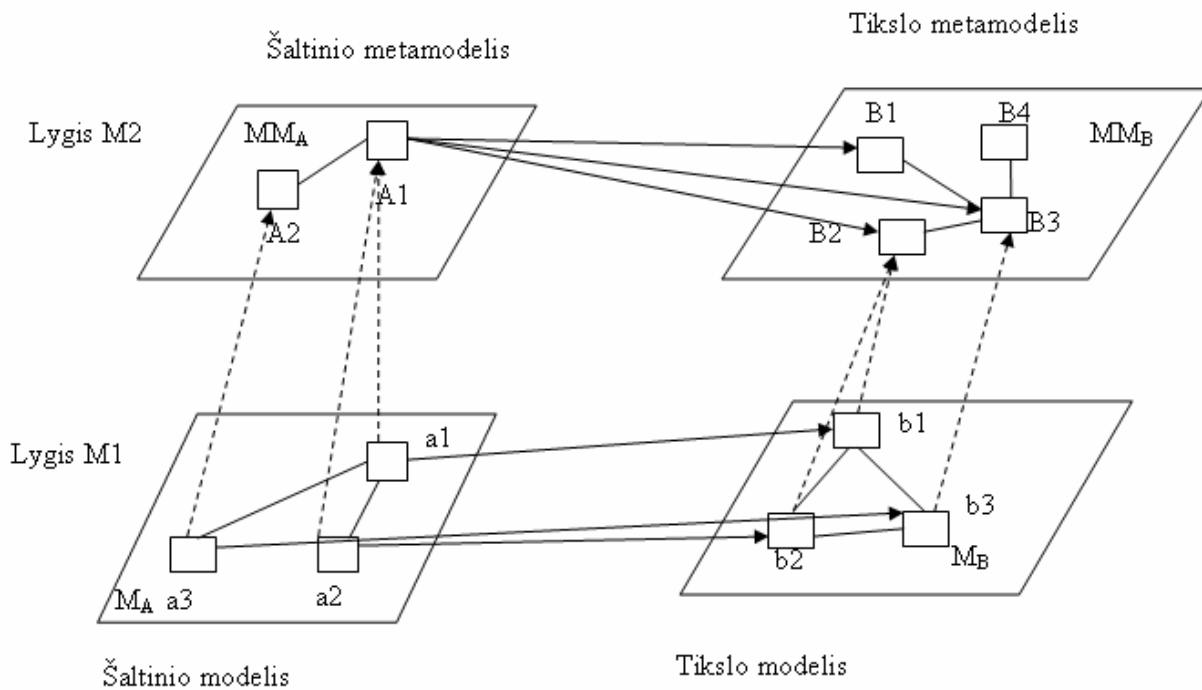 Tikslo metamodelis
Šaltinio metamodelis
Lygis M2
MMA
A1
A2
B1
B4
MMB
B2
B3
Lygis M1
a1
b1
b3
b2
MB
MA
a3
a2
Šaltinio modelis
Tikslo modelis